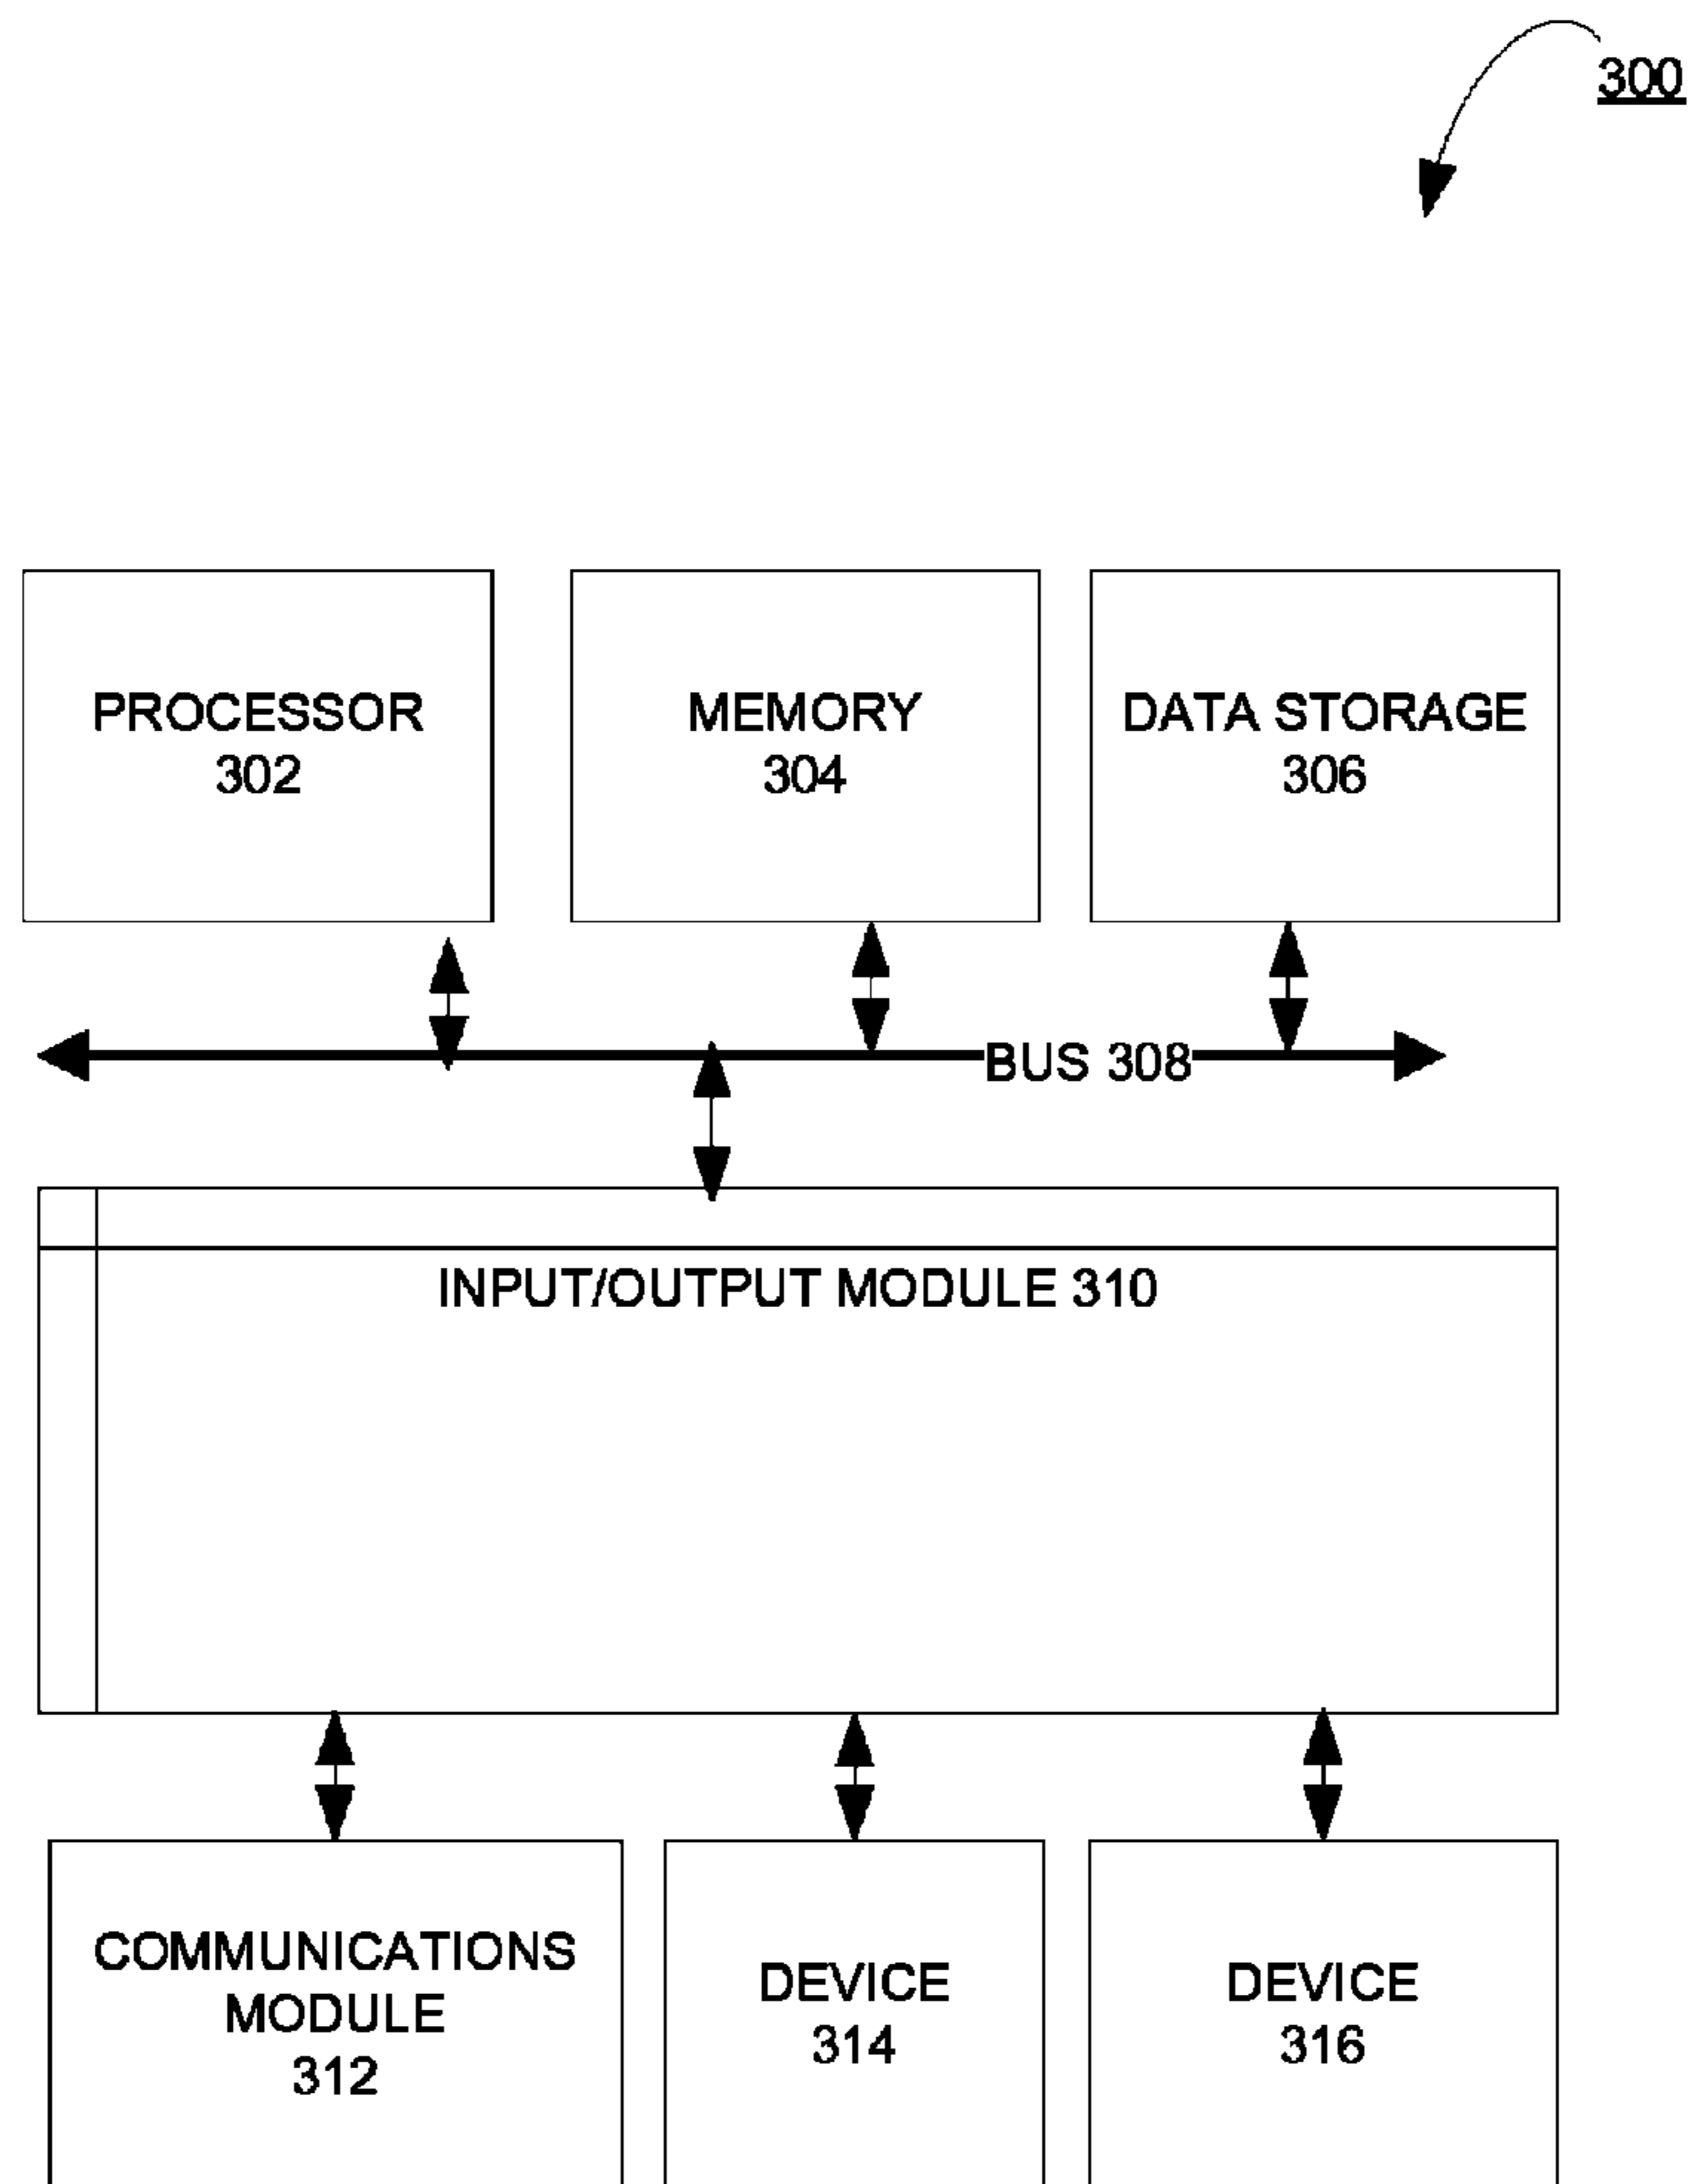 300
PROCESSOR
302
MEMORY
304
DATA STORAGE
306
BUS 308
INPUT/OUTPUT MODULE 310
COMMUNICATIONS
MODULE
312
DEVICE
314
DEVICE
316